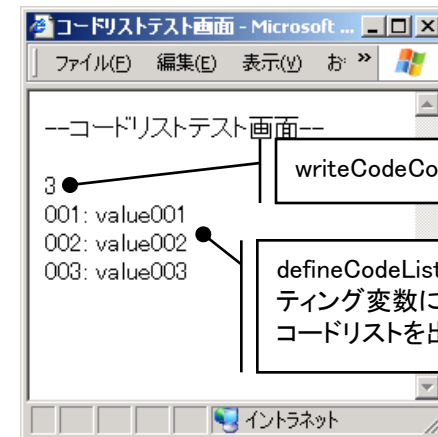 コードリストテスト画面 - Microsoft ...
ファイル(F) 編集(E) 表示(V) お »
--コードリストテスト画面--
writeCodeCo
3
001: value001
002: value002
003: value003
defineCodeList
ティング変数に
コードリストを出
イントラネット